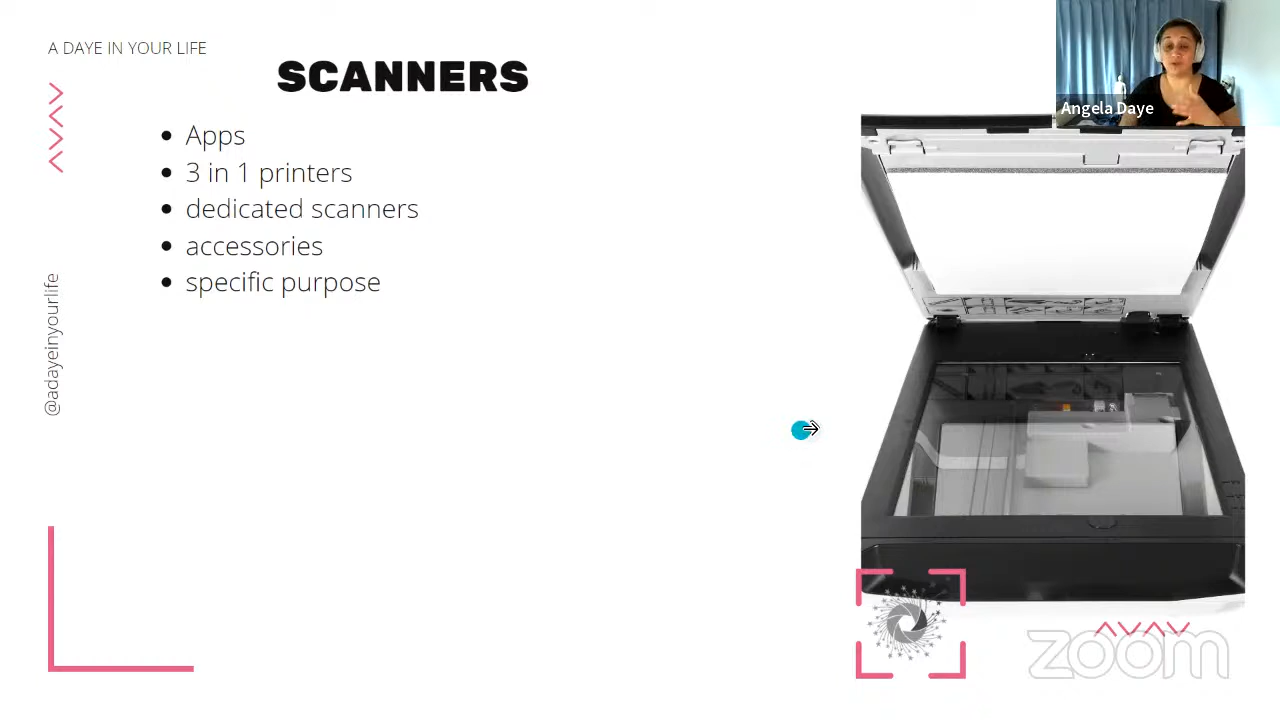 A DAYE IN YOUR LIFE
SCANNERS
Apps
3 in 1 printers
dedicated scanners
accessories
specific purpose
@adayeinyourlife
Angela Daye
zoom